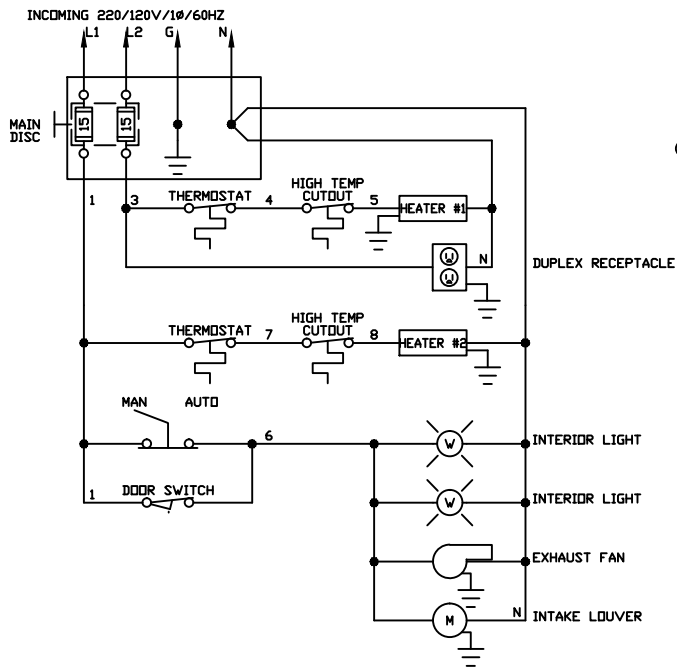 INCOMING 220/120V/1Ø/60HZ
L1 L2 G N
MAIN
DISC
15 15
1 3 THERMOSTAT 4 HIGH TEMP
CUTOUT 5 HEATER #1
N DUPLEX RECEPTACLE
THERMOSTAT 7 HIGH TEMP
CUTOUT 8 HEATER #2
MAN AUTO
6 W INTERIOR LIGHT
1 DOOR SWITCH W INTERIOR LIGHT
EXHAUST FAN
M N INTAKE LOUVER